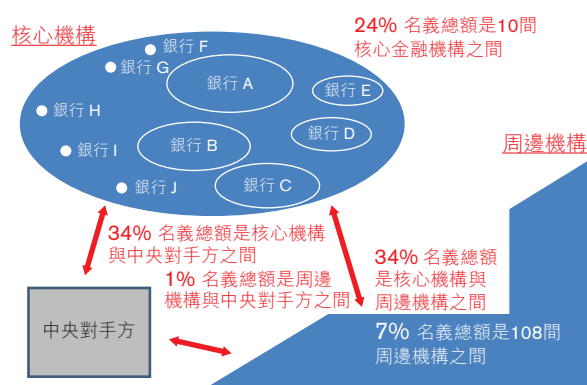 核心機構
24% 名義總額是10間
核心金融機構之間
銀行 F
銀行 G
銀行 A
銀行 E
銀行 H
銀行 D
銀行 B
銀行 I
銀行 C
銀行 J
周邊機構
34% 名義總額是核心機構
與中央對手方之間
1% 名義總額是周邊
機構與中央對手方之間
34% 名義總額
是核心機構與
周邊機構之間
中央對手方
7% 名義總額是108間
周邊機構之間